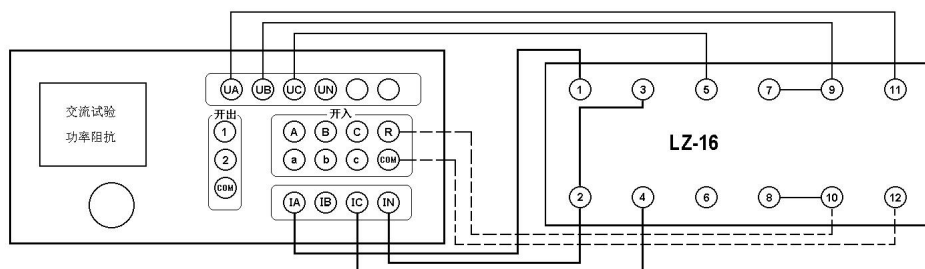 UA UB UC UN
交流试验
功率阻抗
开出
1
2
COM
开入
A B C R
a b c COM
IA IB IC IN
1 3 5 7 9 11
LZ-16
2 4 6 8 10 12